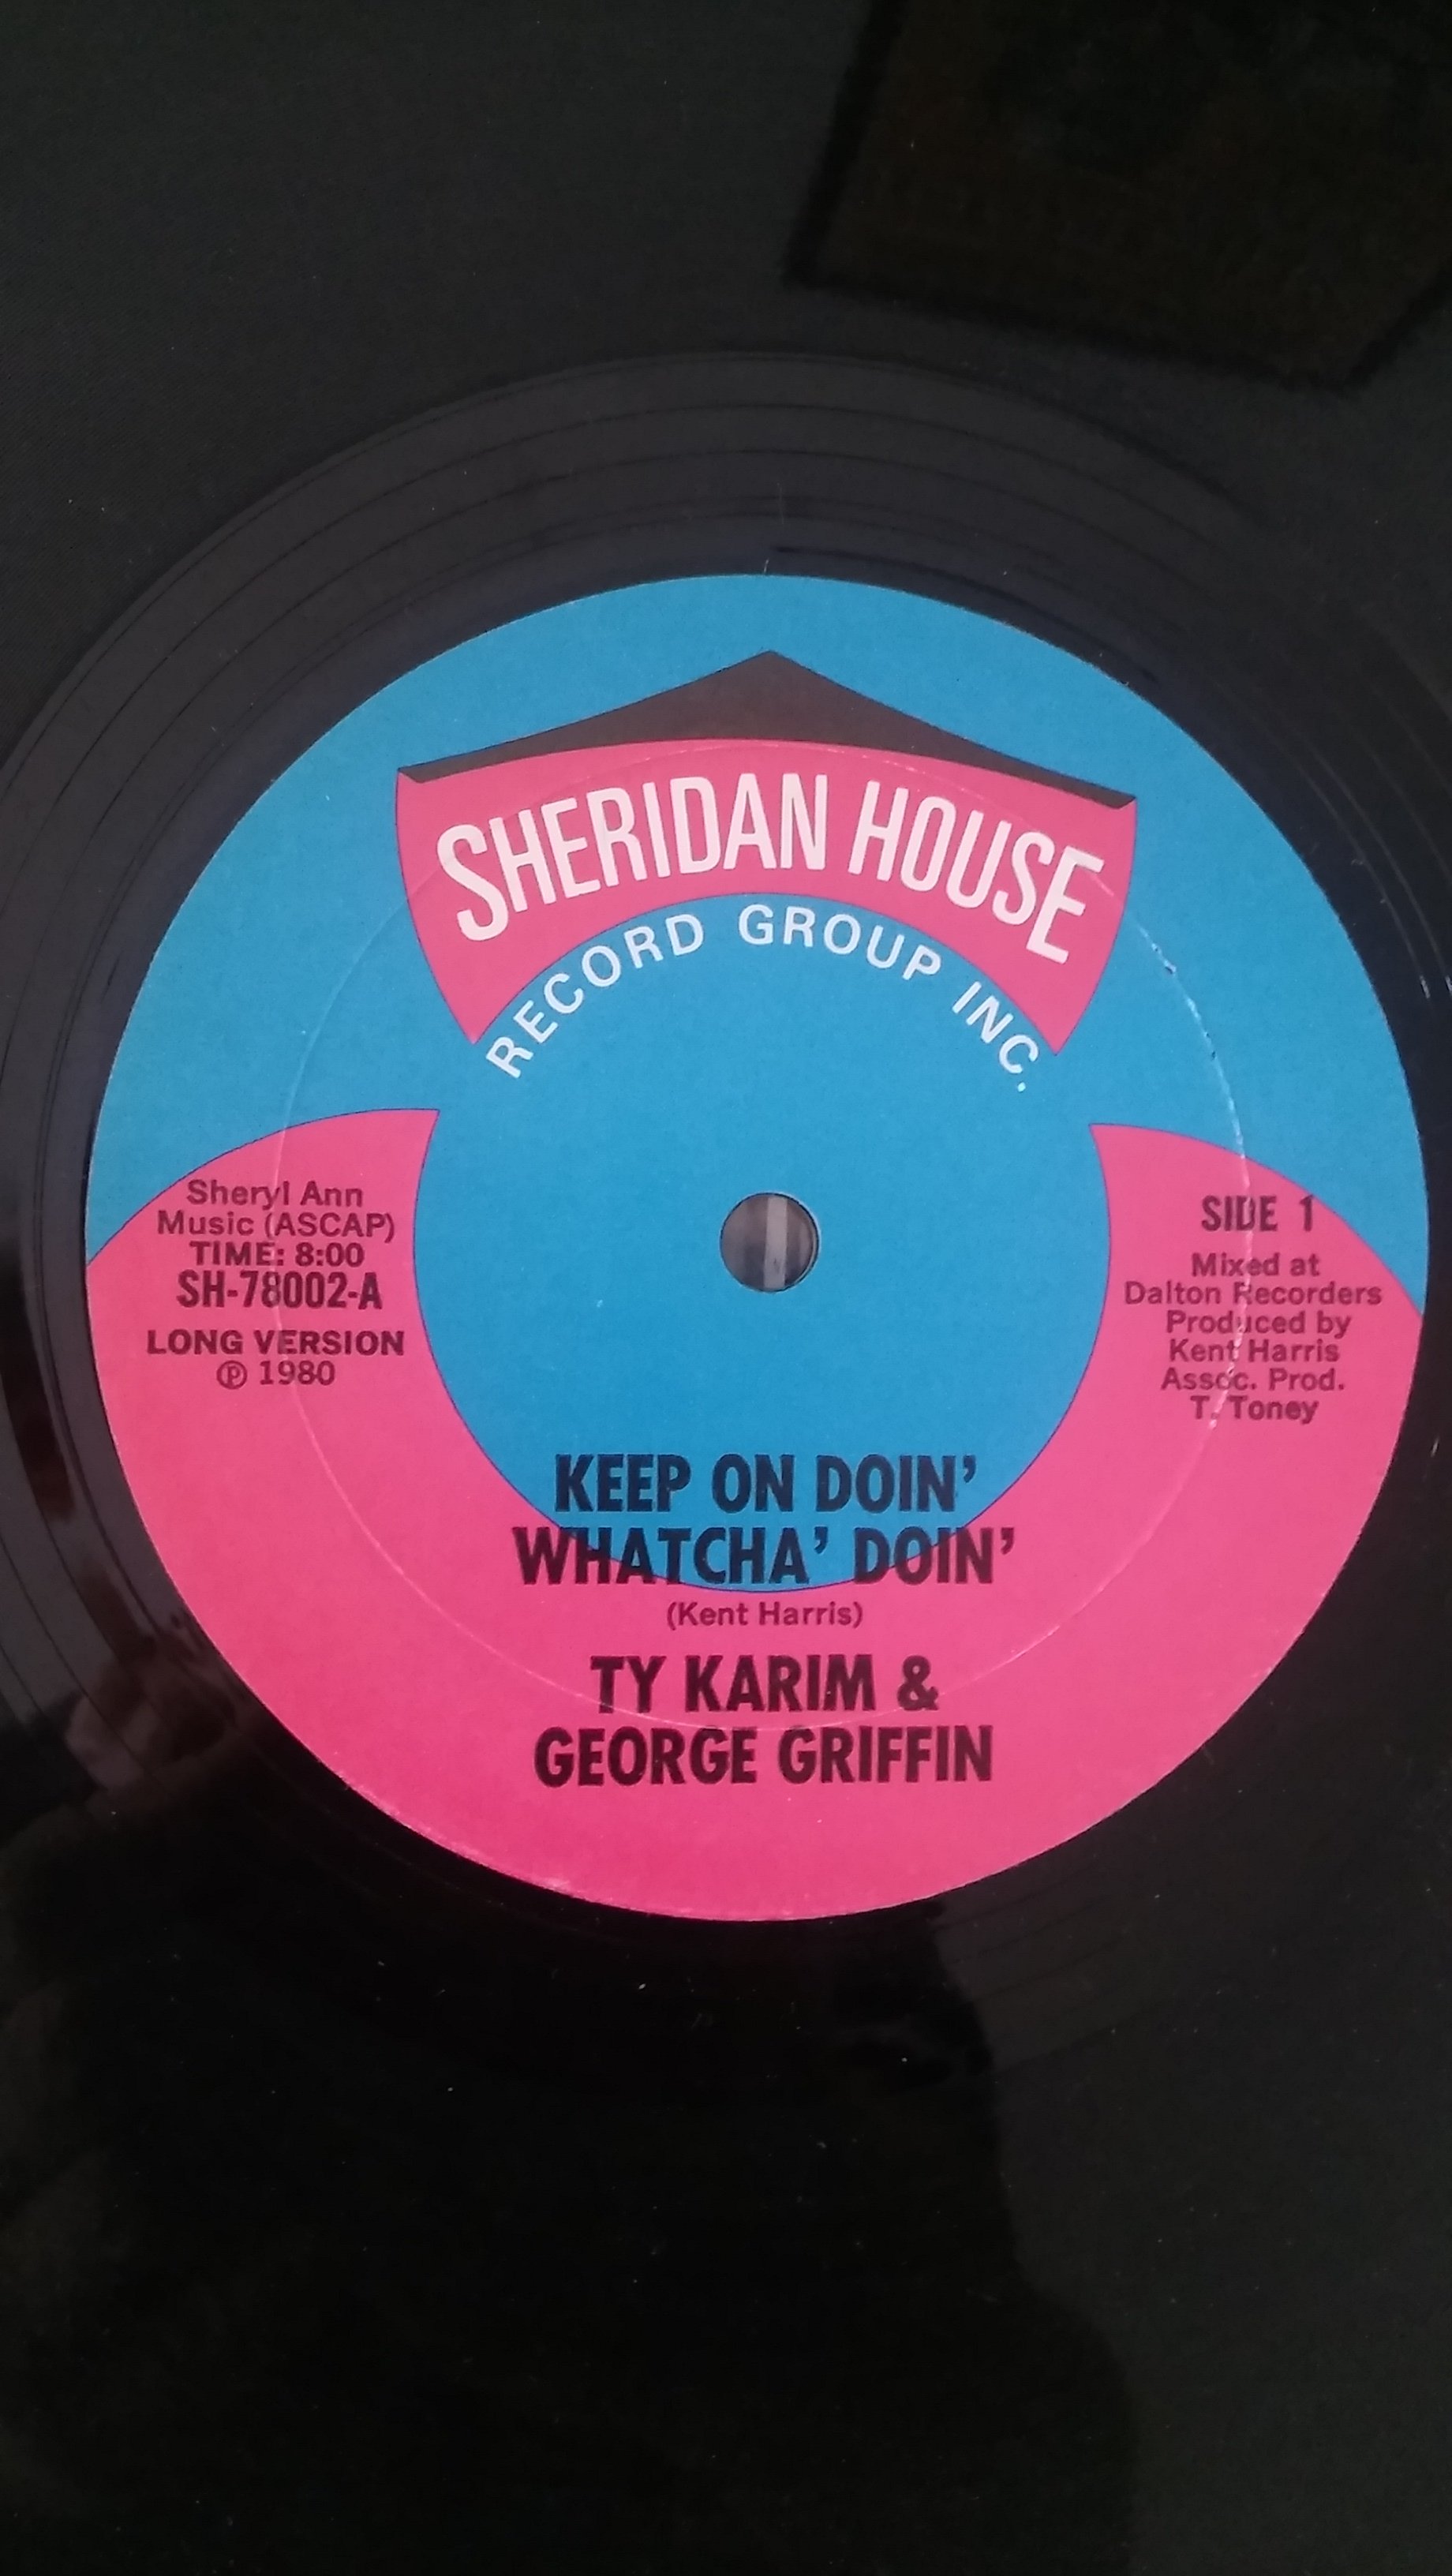 SHERIDAN HOUSE
RECORD GROUP INC.
Sheryl Ann
Music (ASCAP)
TIME: 8:00
SH-78002-A
LONG VERSION
℗ 1980
SIDE 1
Mixed at
Dalton Recorders
Produced by
Kent Harris
Assoc. Prod.
T. Toney
KEEP ON DOIN’
WHATCHA’ DOIN’
(Kent Harris)
TY KARIM &
GEORGE GRIFFIN